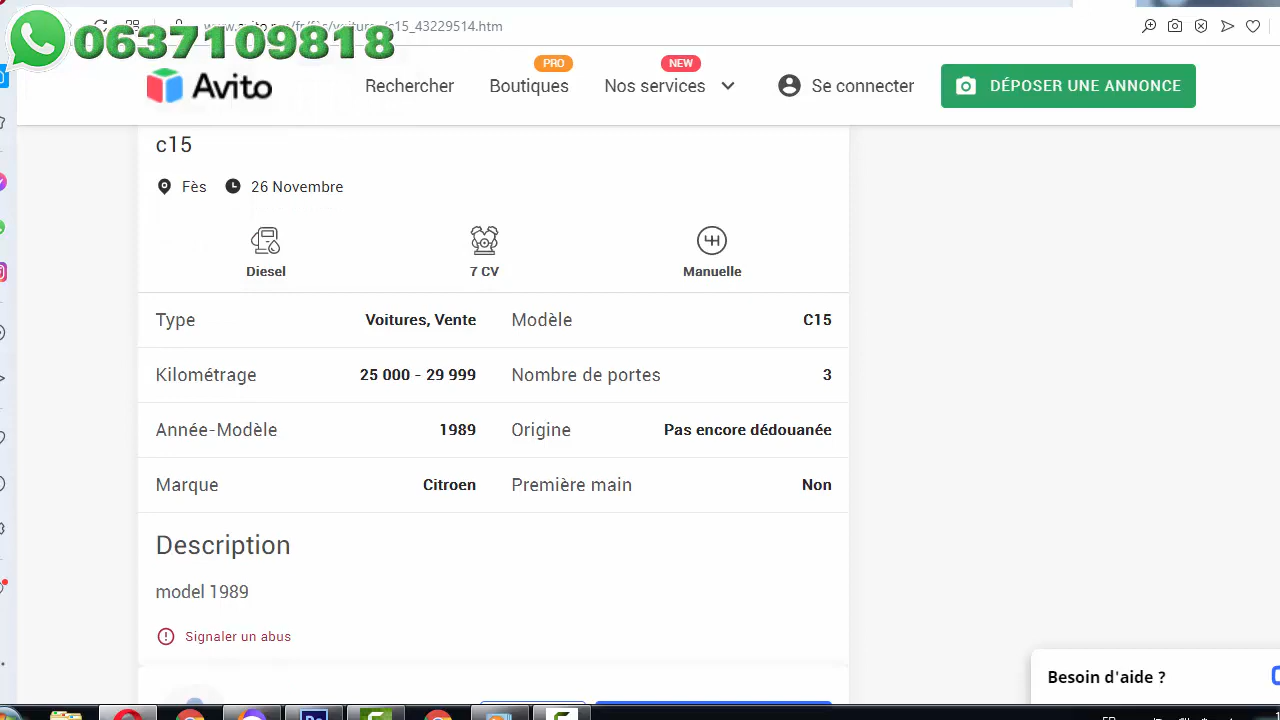 c15_43229514.htm
0637109818
Avito
Rechercher
PRO
Boutiques
NEW
Nos services
Se connecter
DÉPOSER UNE ANNONCE
c15
Fès 26 Novembre
Diesel 7 CV Manuelle
Type Voitures, Vente Modèle C15
Kilométrage 25 000 - 29 999 Nombre de portes 3
Année-Modèle 1989 Origine Pas encore dédouanée
Marque Citroen Première main Non
Description
model 1989
Signaler un abus
Besoin d'aide ?